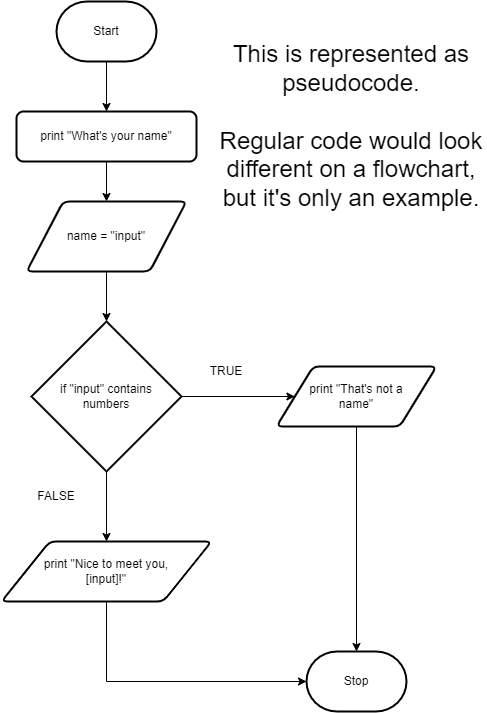 Start
This is represented as
pseudocode.
Regular code would look
different on a flowchart,
but it's only an example.
print "What's your name"
name = "input"
if "input" contains
numbers
TRUE
print "That's not a
name"
FALSE
print "Nice to meet you,
[input]!"
Stop